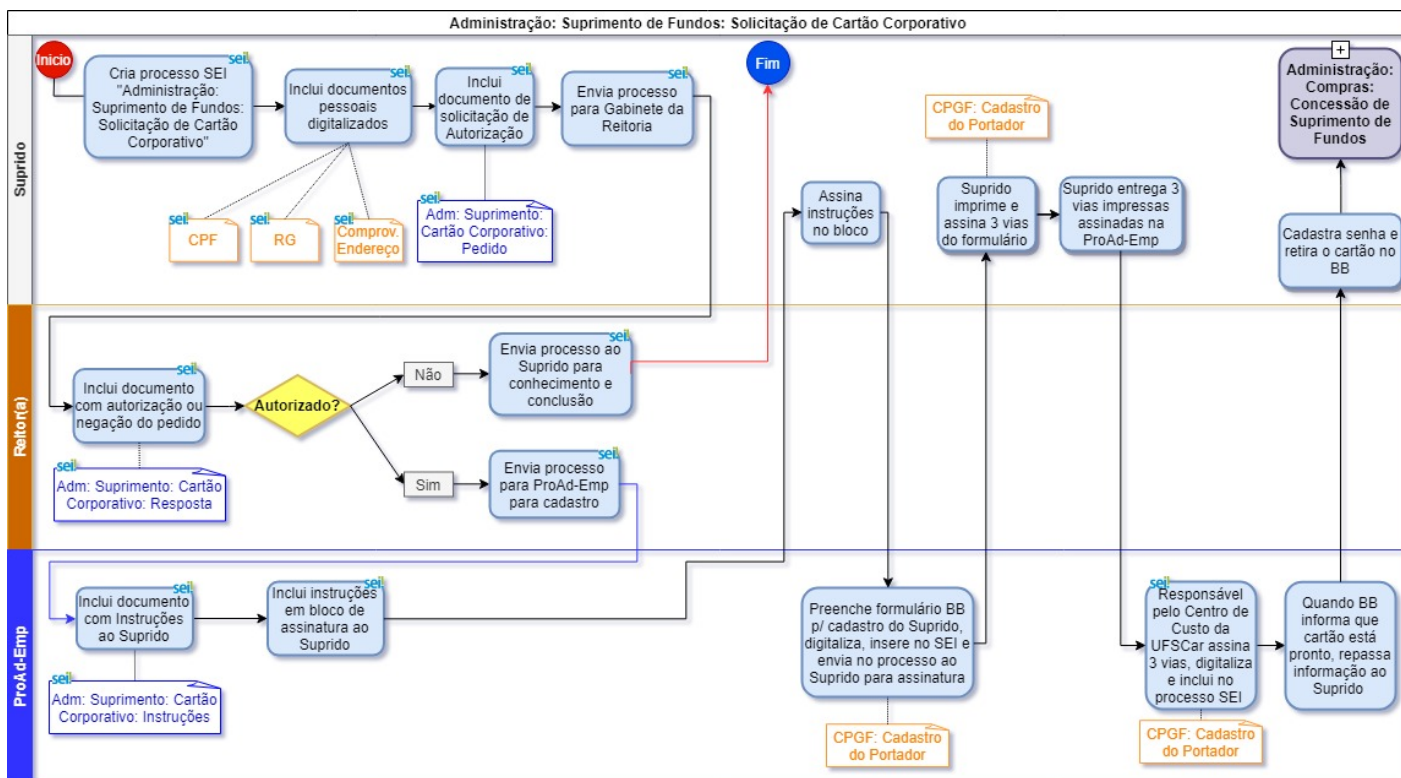 Administração: Suprimento de Fundos: Solicitação de Cartão Corporativo
Suprido
Início
sei!
Cria processo SEI
"Administração:
Suprimento de Fundos:
Solicitação de Cartão
Corporativo"
sei!
Inclui documentos
pessoais
digitalizados
sei!
CPF
sei!
RG
sei!
Comprov.
Endereço
sei!
Inclui
documento de
solicitação de
Autorização
sei!
Adm: Suprimento:
Cartão Corporativo:
Pedido
sei!
Envia processo
para Gabinete da
Reitoria
Fim
Assina
instruções
no bloco
CPGF: Cadastro
do Portador
Suprido
imprime e
assina 3 vias
do formulário
Suprido entrega 3
vias impressas
assinadas na
ProAd-Emp
+
Administração:
Compras:
Concessão de
Suprimento de
Fundos
Cadastra senha e
retira o cartão no
BB
Reitor(a)
sei!
Inclui documento
com autorização ou
negação do pedido
sei!
Adm: Suprimento: Cartão
Corporativo: Resposta
Autorizado?
Não
sei!
Envia processo ao
Suprido para
conhecimento e
conclusão
Sim
sei!
Envia processo
para ProAd-Emp
para cadastro
ProAd-Emp
sei!
Inclui documento
com Instruções
ao Suprido
sei!
Adm: Suprimento: Cartão
Corporativo: Instruções
sei!
Inclui instruções
em bloco de
assinatura ao
Suprido
Preenche formulário BB
p/ cadastro do Suprido,
digitaliza, insere no SEI e
envia no processo ao
Suprido para assinatura
CPGF: Cadastro
do Portador
sei!
Responsável
pelo Centro de
Custo da
UFSCar assina
3 vias, digitaliza
e inclui no
processo SEI
CPGF: Cadastro
do Portador
Quando BB
informa que
cartão está
pronto, repassa
informação ao
Suprido